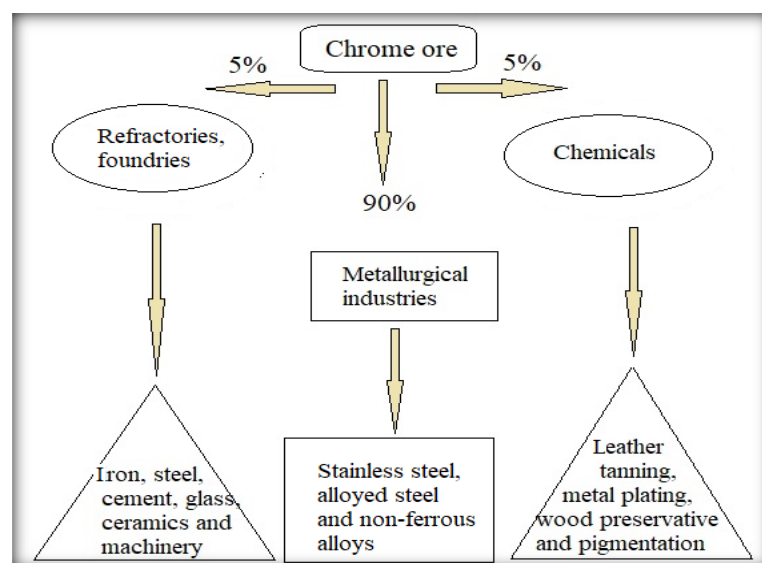 Chrome ore
5%
5%
Refractories,
foundries
Chemicals
90%
Metallurgical
industries
Iron, steel,
cement, glass,
ceramics and
machinery
Stainless steel,
alloyed steel
and non-ferrous
alloys
Leather
tanning,
metal plating,
wood preservative
and pigmentation